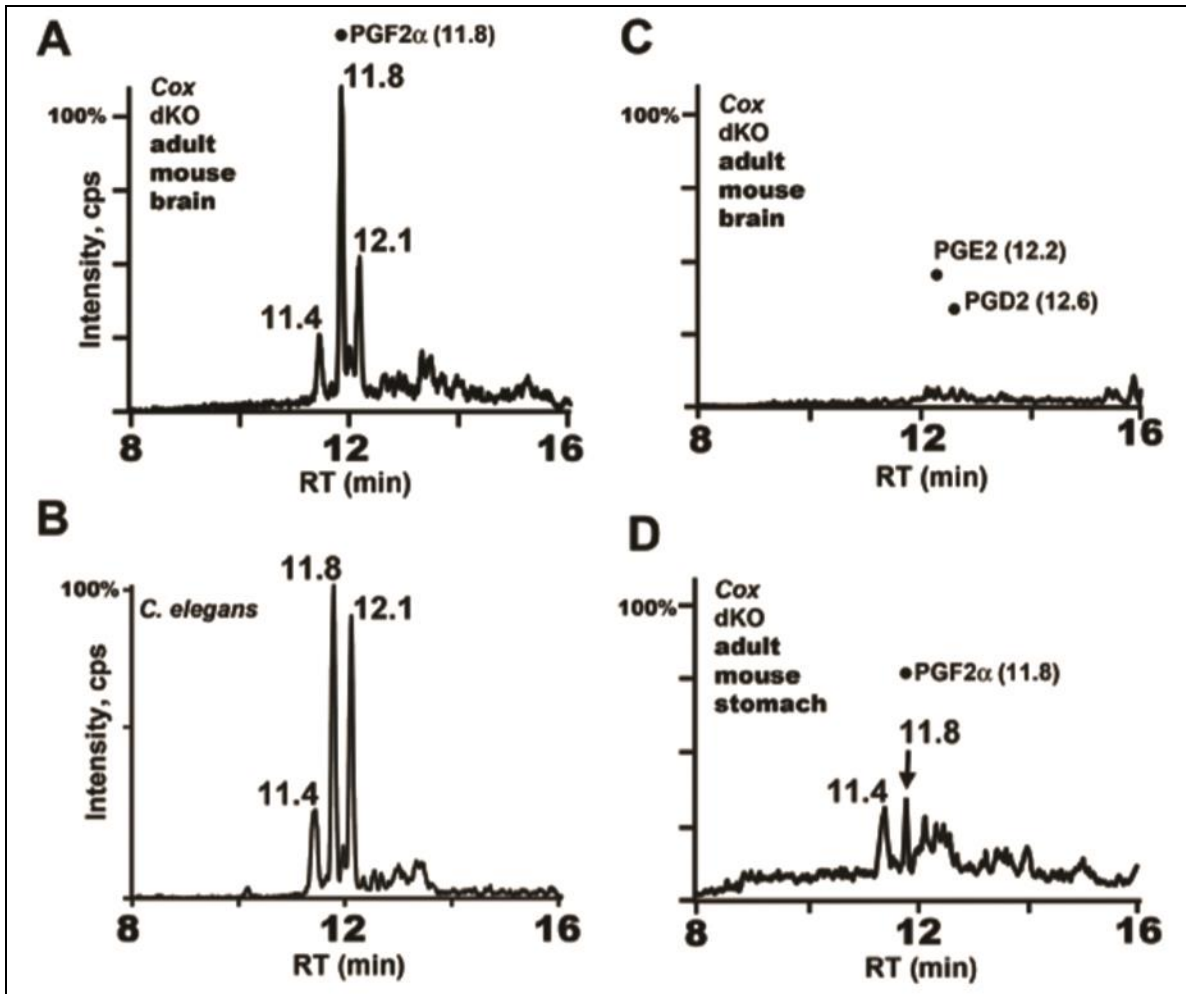 A
●PGF2α (11.8)
11.8
Cox
dKO
adult
mouse
brain
100%
12.1
11.4
Intensity, cps
8
12
16
RT (min)
B
11.8
100%
C. elegans
12.1
11.4
Intensity, cps
8
12
16
RT (min)
C
Cox
dKO
adult
mouse
brain
100%
PGE2 (12.2)
PGD2 (12.6)
8
12
16
RT (min)
D
Cox
dKO
adult
mouse
stomach
100%
●PGF2α (11.8)
11.8
11.4
8
12
16
RT (min)